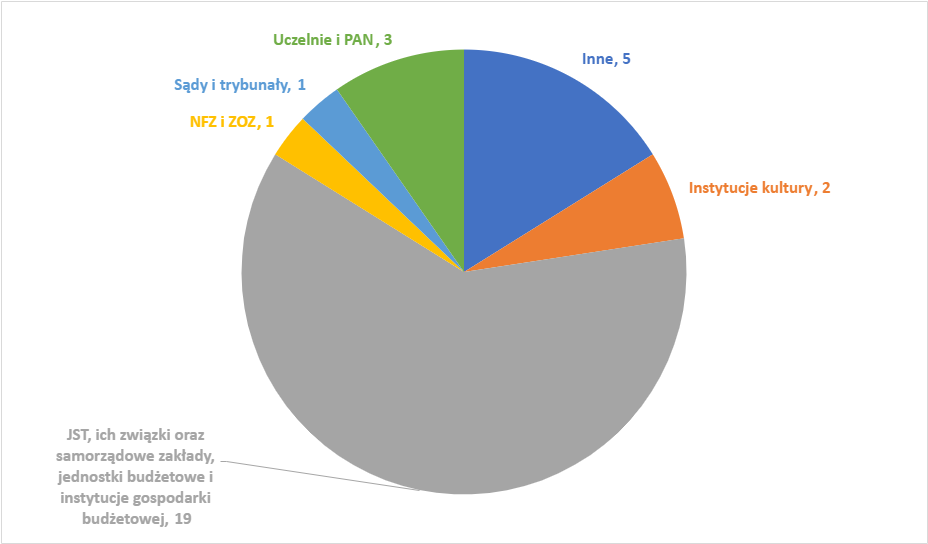 Uczelnie i PAN, 3
Inne, 5
Sądy i trybunały, 1
NFZ i ZOZ, 1
Instytucje kultury, 2
JST, ich związki oraz
samorządowe zakłady,
jednostki budżetowe i
instytucje gospodarki
budżetowej, 19